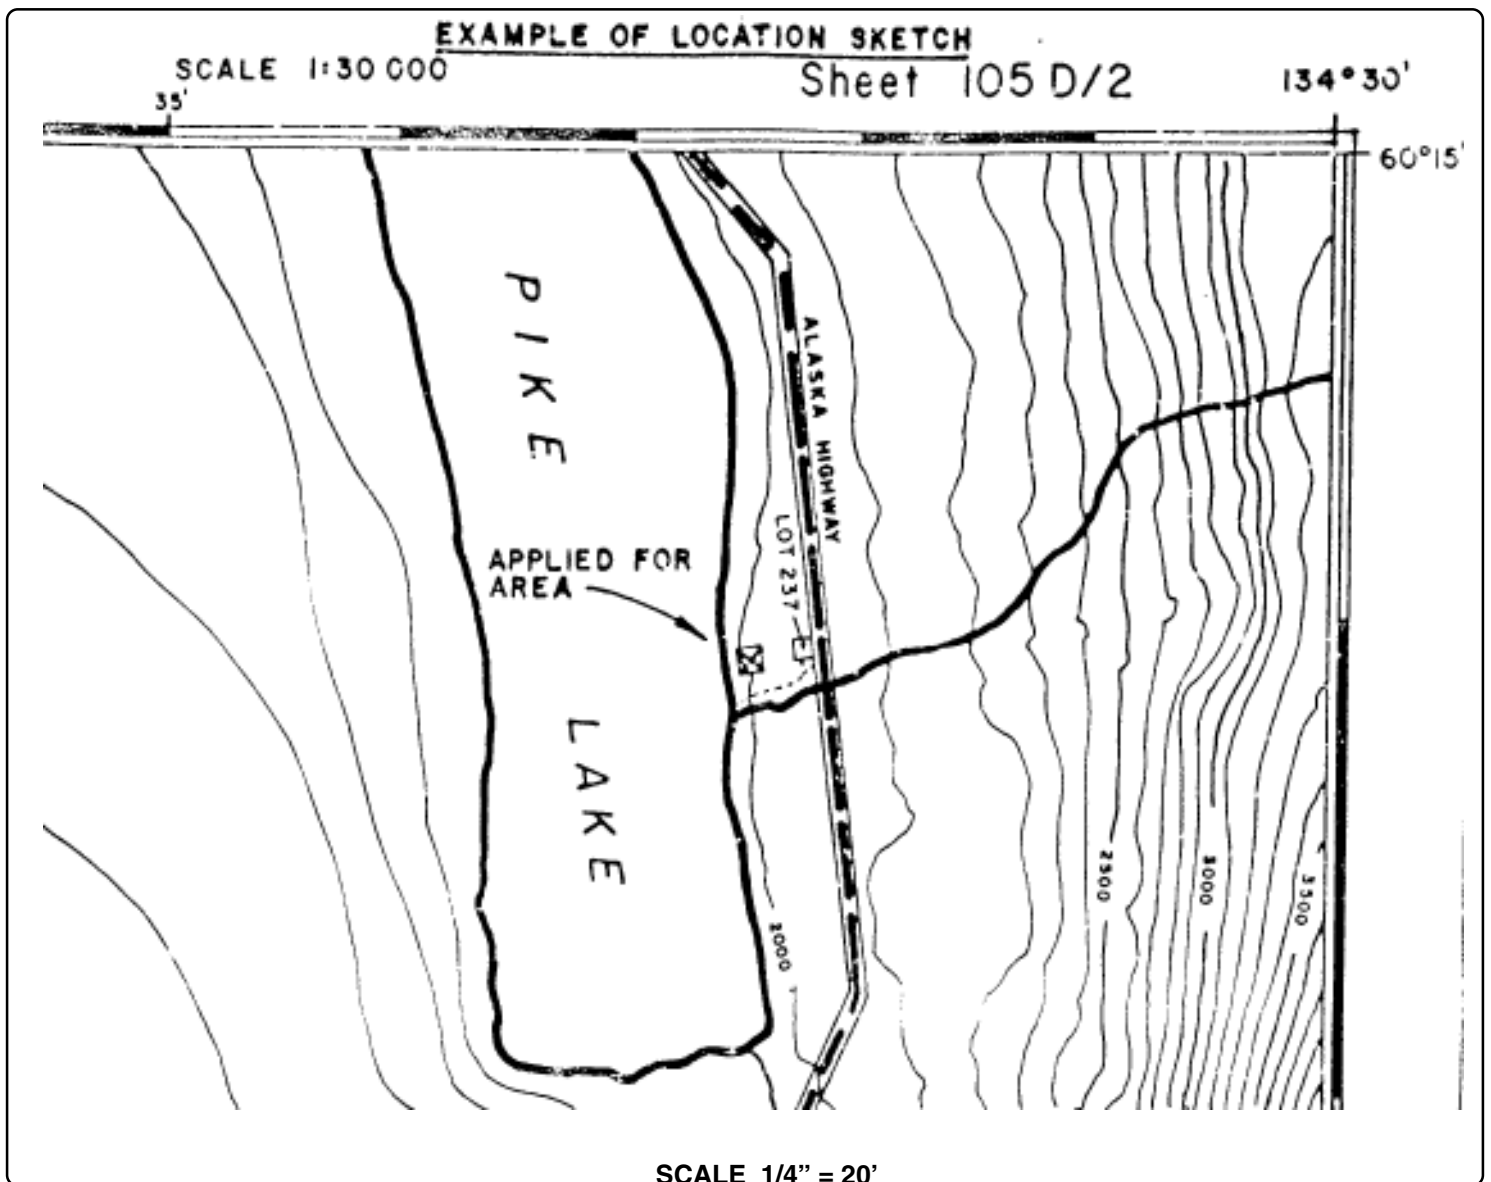 EXAMPLE OF LOCATION SKETCH
SCALE 1:30 000
Sheet 105 D/2
134°30'
35'
60°15'
PIKE
LAKE
ALASKA HIGHWAY
LOT 237
APPLIED FOR
AREA
2000
2500
3000
3500
SCALE 1/4” = 20’